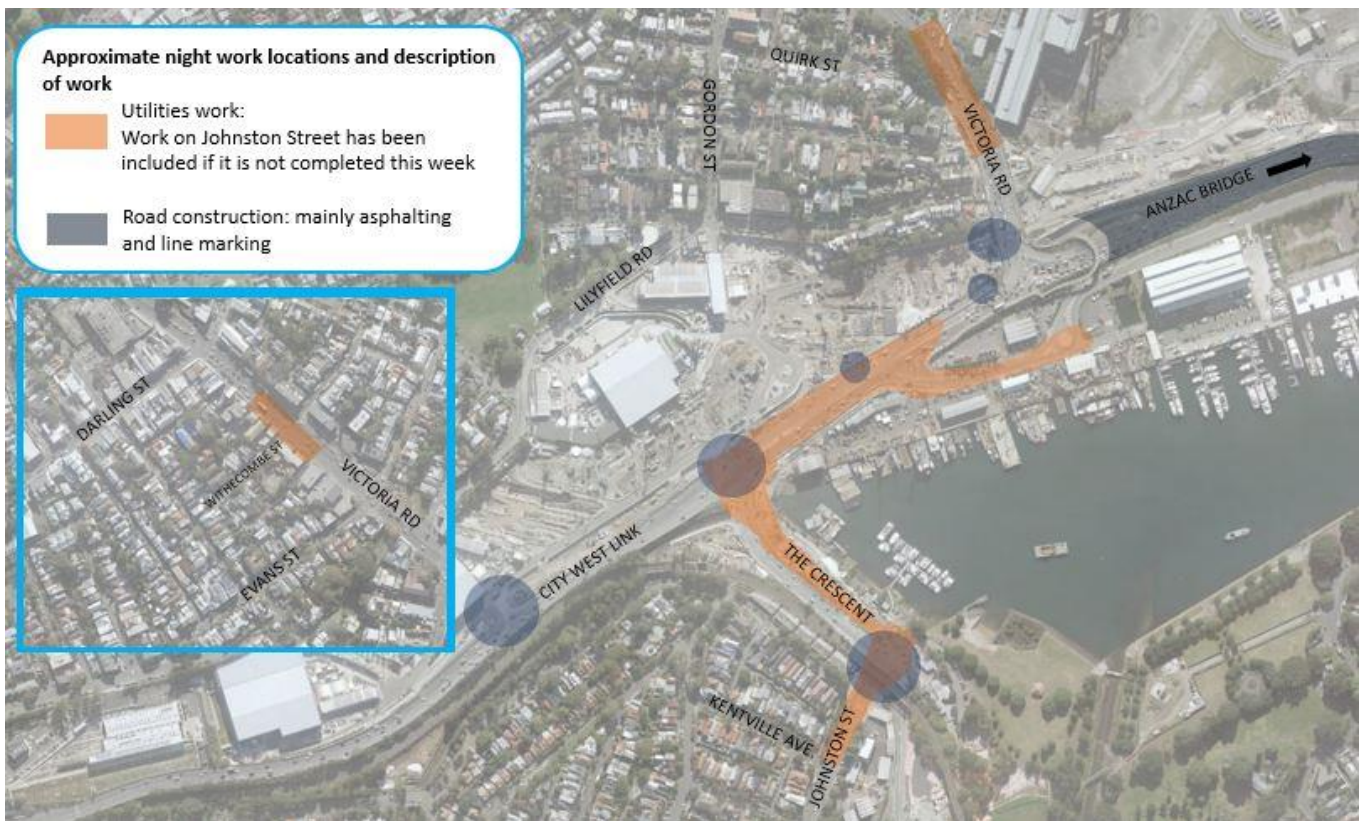 Approximate night work locations and description
of work
Utilities work:
Work on Johnston Street has been
included if it is not completed this week
Road construction: mainly asphalting
and line marking
QUIRK ST
GORDON ST
VICTORIA RD
ANZAC BRIDGE
LILYFIELD RD
DARLING ST
WITHECOMBE ST
VICTORIA RD
EVANS ST
CITY WEST LINK
THE CRESCENT
KENTVILLE AVE
JOHNSTON ST